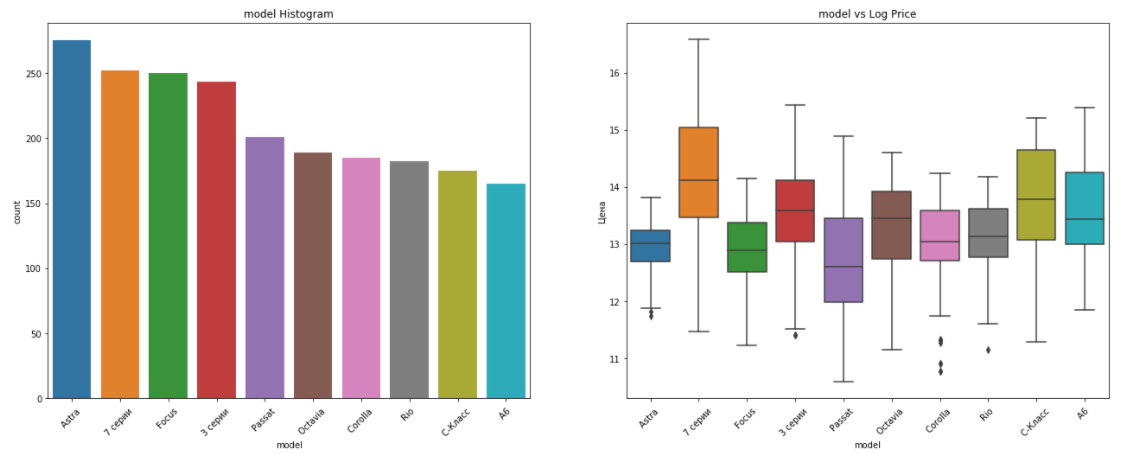 model Histogram
250
200
150
100
50
0
count
Astra
7 серии
Focus
3 серии
Passat
Octavia
Corolla
Rio
C-Класс
A6
model
model vs Log Price
16
15
14
13
12
11
Цена
Astra
7 серии
Focus
3 серии
Passat
Octavia
Corolla
Rio
C-Класс
A6
model